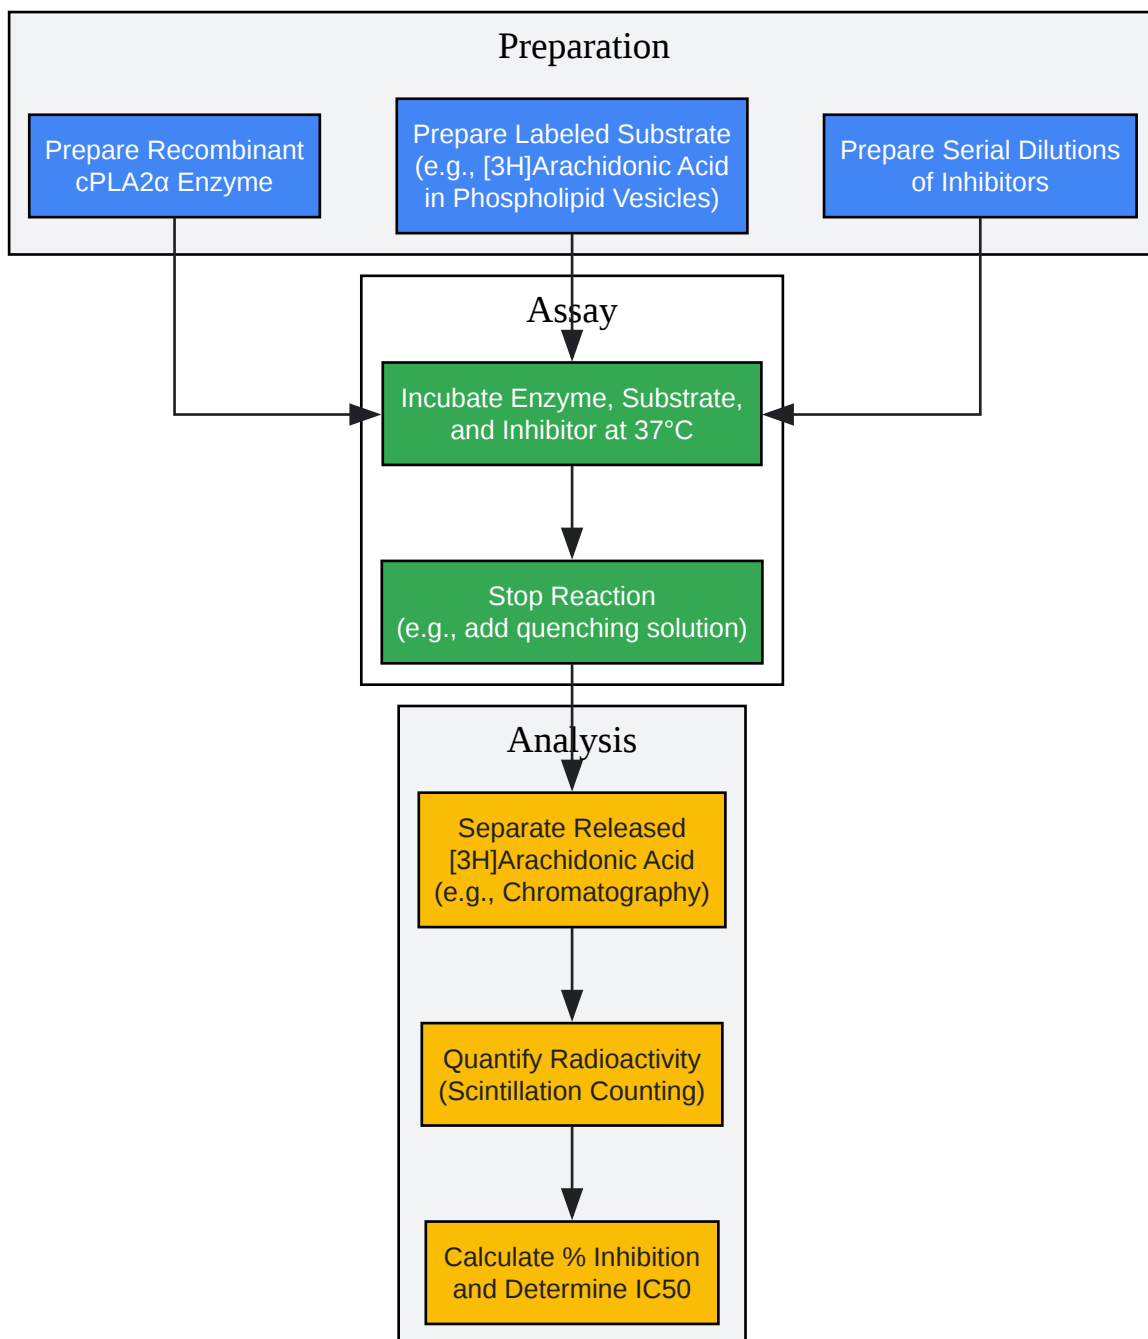 Preparation
Prepare Recombinant
cPLA2α Enzyme
Prepare Labeled Substrate
(e.g., [3H]Arachidonic Acid
in Phospholipid Vesicles)
Prepare Serial Dilutions
of Inhibitors
Assay
Incubate Enzyme, Substrate,
and Inhibitor at 37°C
Stop Reaction
(e.g., add quenching solution)
Analysis
Separate Released
[3H]Arachidonic Acid
(e.g., Chromatography)
Quantify Radioactivity
(Scintillation Counting)
Calculate % Inhibition
and Determine IC50